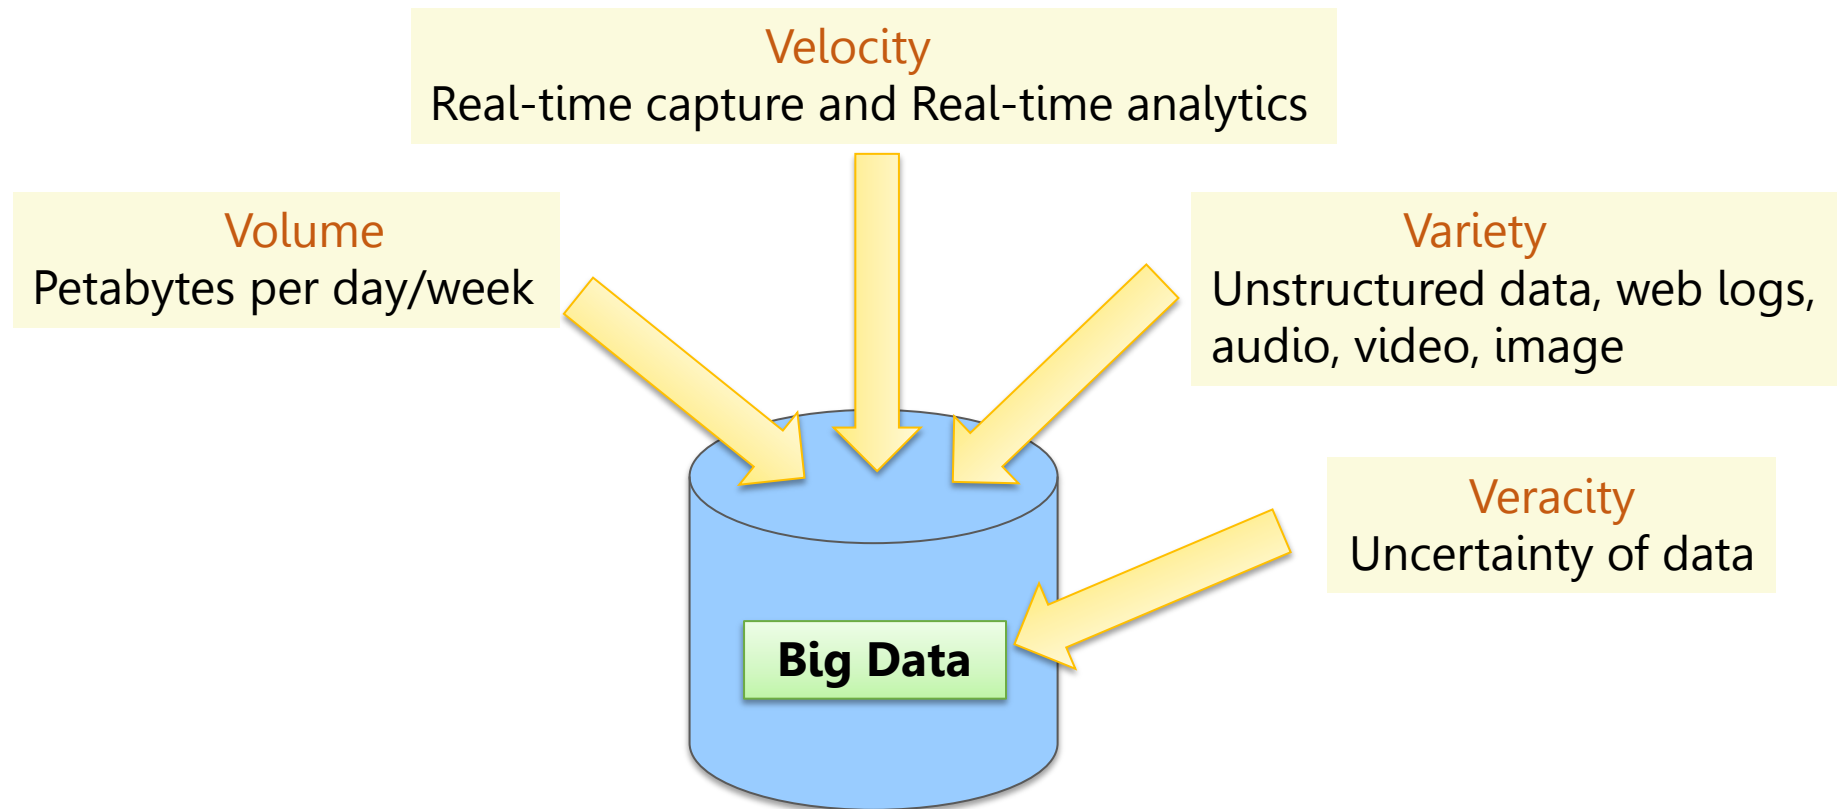 Velocity
Real-time capture and Real-time analytics
Volume
Petabytes per day/week
Variety
Unstructured data, web logs,
audio, video, image
Veracity
Uncertainty of data
Big Data